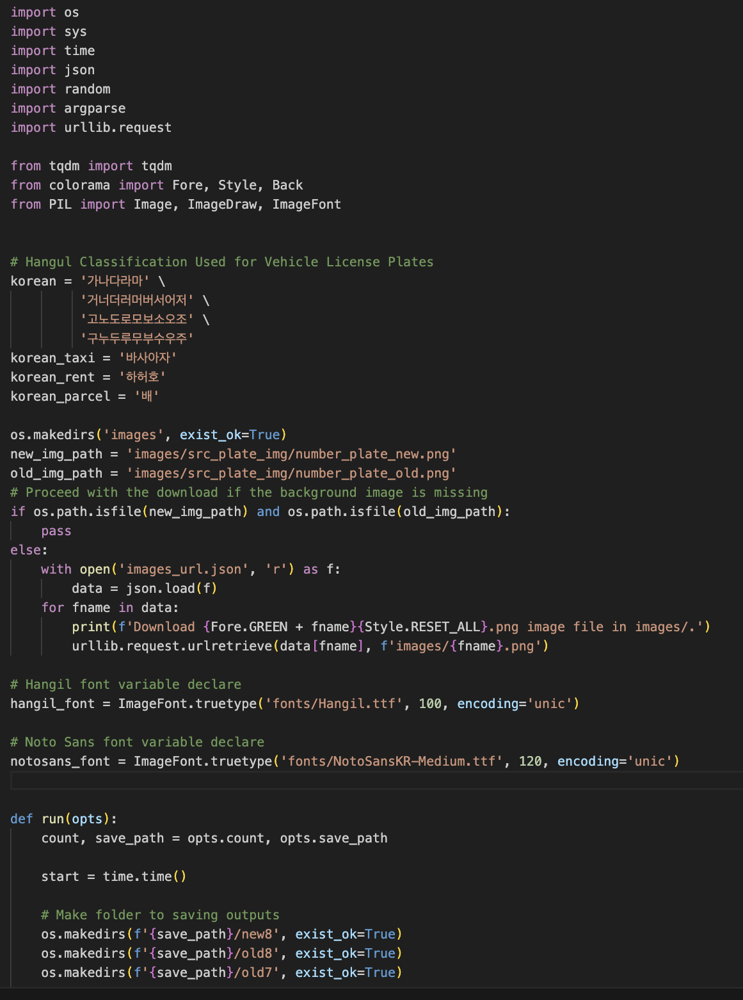 import os
import sys
import time
import json
import random
import argparse
import urllib.request
from tqdm import tqdm
from colorama import Fore, Style, Back
from PIL import Image, ImageDraw, ImageFont
# Hangul Classification Used for Vehicle License Plates
korean = '가나다라마' \
'거너더러머버서어저' \
'고노도로모보소오조' \
'구누두루무부수우주'
korean_taxi = '바사아자'
korean_rent = '하허호'
korean_parcel = '배'
os.makedirs('images', exist_ok=True)
new_img_path = 'images/src_plate_img/number_plate_new.png'
old_img_path = 'images/src_plate_img/number_plate_old.png'
# Proceed with the download if the background image is missing
if os.path.isfile(new_img_path) and os.path.isfile(old_img_path):
    pass
else:
    with open('images_url.json', 'r') as f:
        data = json.load(f)
    for fname in data:
        print(f'Download {Fore.GREEN + fname}{Style.RESET_ALL}.png image file in images/.')
        urllib.request.urlretrieve(data[fname], f'images/{fname}.png')
# Hangil font variable declare
hangil_font = ImageFont.truetype('fonts/Hangil.ttf', 100, encoding='unic')
# Noto Sans font variable declare
notosans_font = ImageFont.truetype('fonts/NotoSansKR-Medium.ttf', 120, encoding='unic')
def run(opts):
    count, save_path = opts.count, opts.save_path
    start = time.time()
    # Make folder to saving outputs
    os.makedirs(f'{save_path}/new8', exist_ok=True)
    os.makedirs(f'{save_path}/old8', exist_ok=True)
    os.makedirs(f'{save_path}/old7', exist_ok=True)